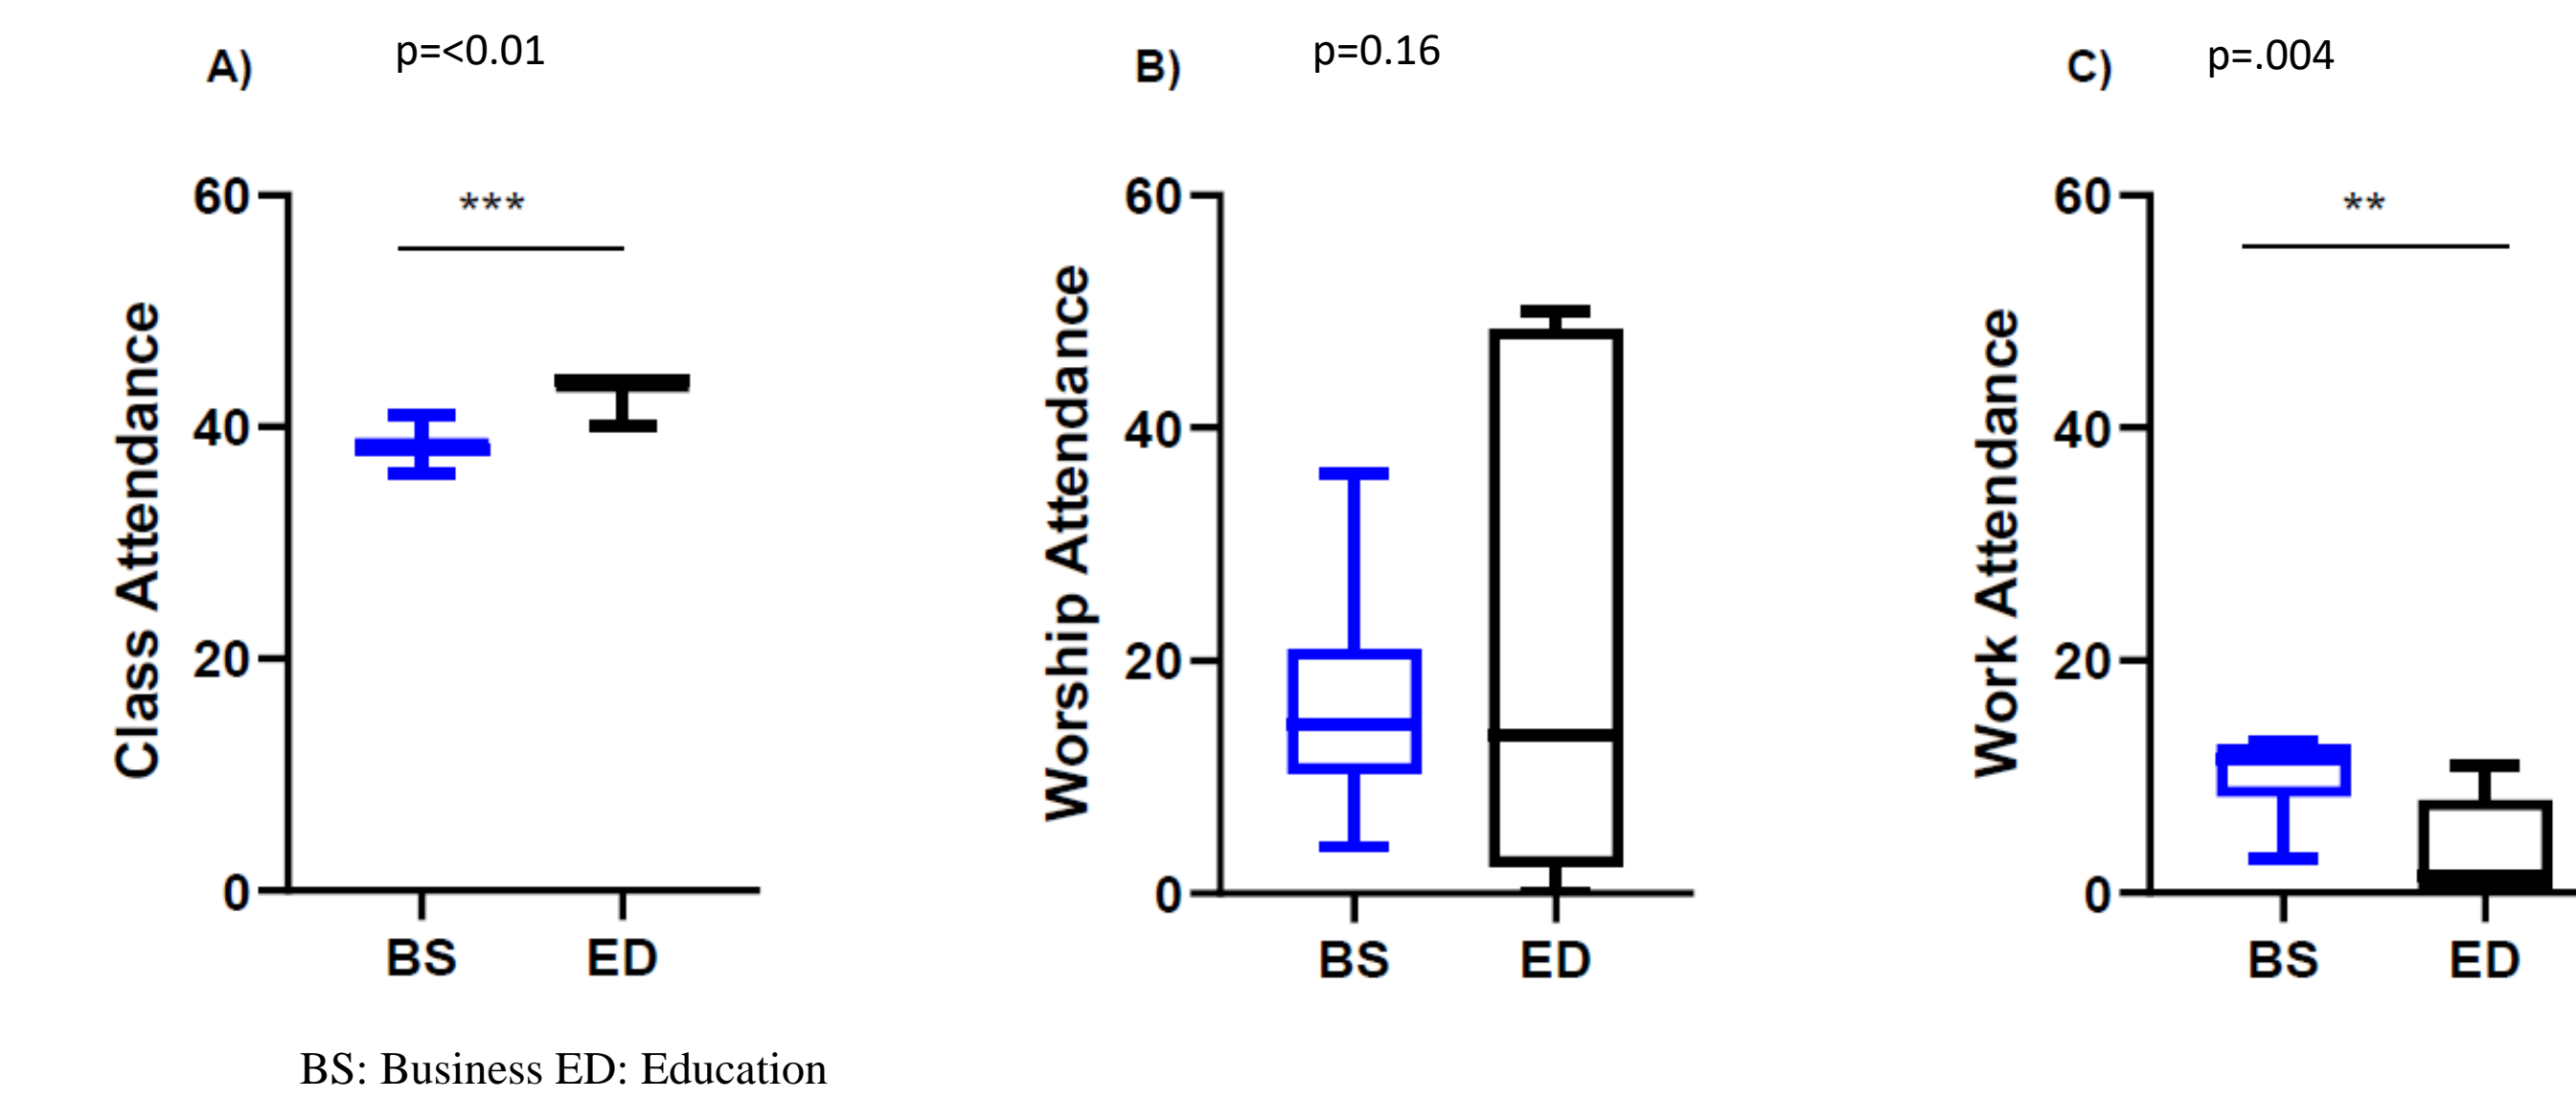 A) p=<0.01
B) p=0.16
C) p=.004
60
***
40
20
0
Class Attendance
BS ED
60
40
20
0
Worship Attendance
BS ED
60
**
40
20
0
Work Attendance
BS ED
BS: Business ED: Education